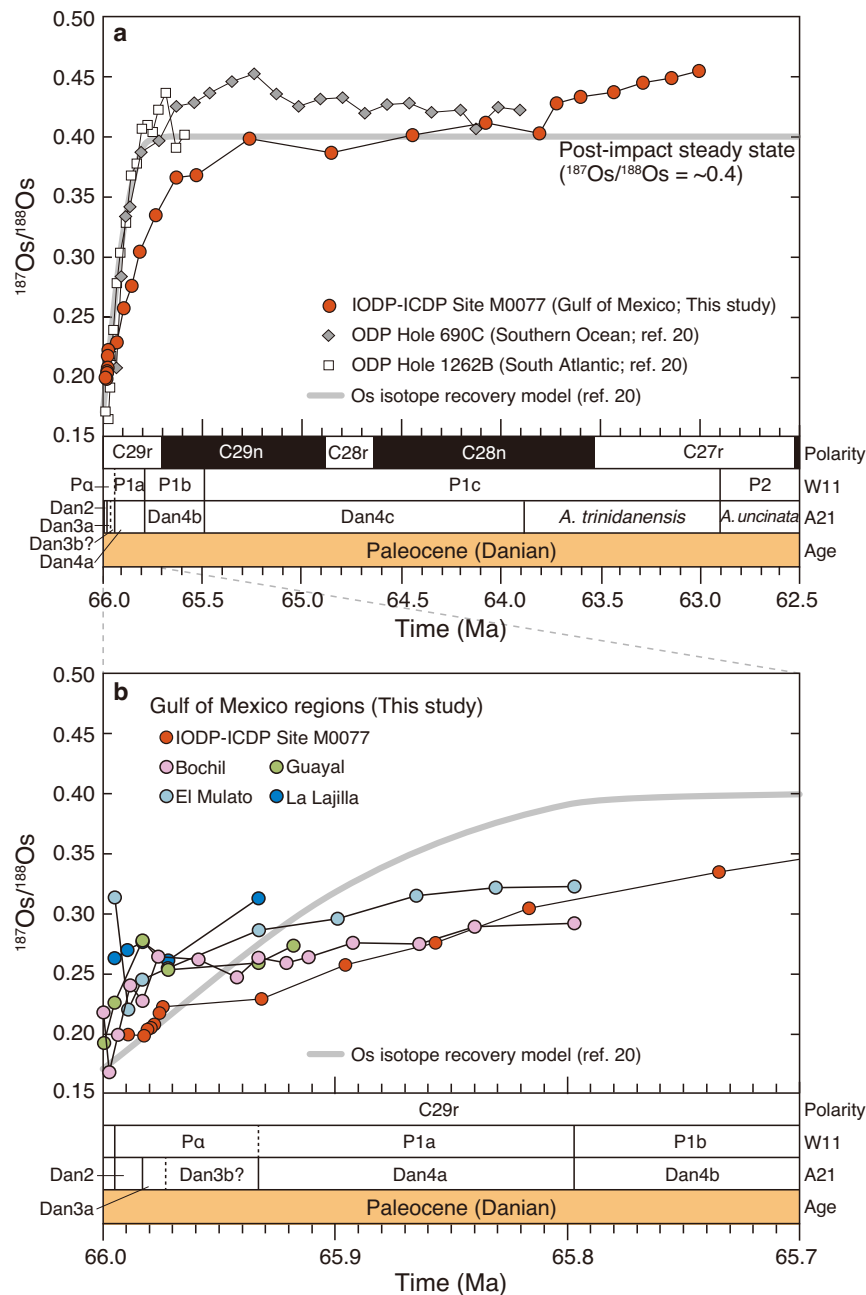 a
0.50
0.45
0.40
0.35
0.30
0.25
0.20
0.15
187Os/188Os
Post-impact steady state
(187Os/188Os = ~0.4)
IODP-ICDP Site M0077 (Gulf of Mexico; This study)
ODP Hole 690C (Southern Ocean; ref. 20)
ODP Hole 1262B (South Atlantic; ref. 20)
Os isotope recovery model (ref. 20)
C29r C29n C28r C28n C27r Polarity
Pα P1a P1b P1c P2 W11
Dan2
Dan3a
Dan3b?
Dan4a
Dan4b Dan4c A. trinidanensis A. uncinata A21
Paleocene (Danian) Age
66.0 65.5 65.0 64.5 64.0 63.5 63.0 62.5
Time (Ma)
b
0.50
0.45
0.40
0.35
0.30
0.25
0.20
0.15
187Os/188Os
Gulf of Mexico regions (This study)
IODP-ICDP Site M0077
Bochil Guayal
El Mulato La Lajilla
Os isotope recovery model (ref. 20)
C29r Polarity
Pα P1a P1b W11
Dan2
Dan3a
Dan3b? Dan4a Dan4b A21
Paleocene (Danian) Age
66.0 65.9 65.8 65.7
Time (Ma)